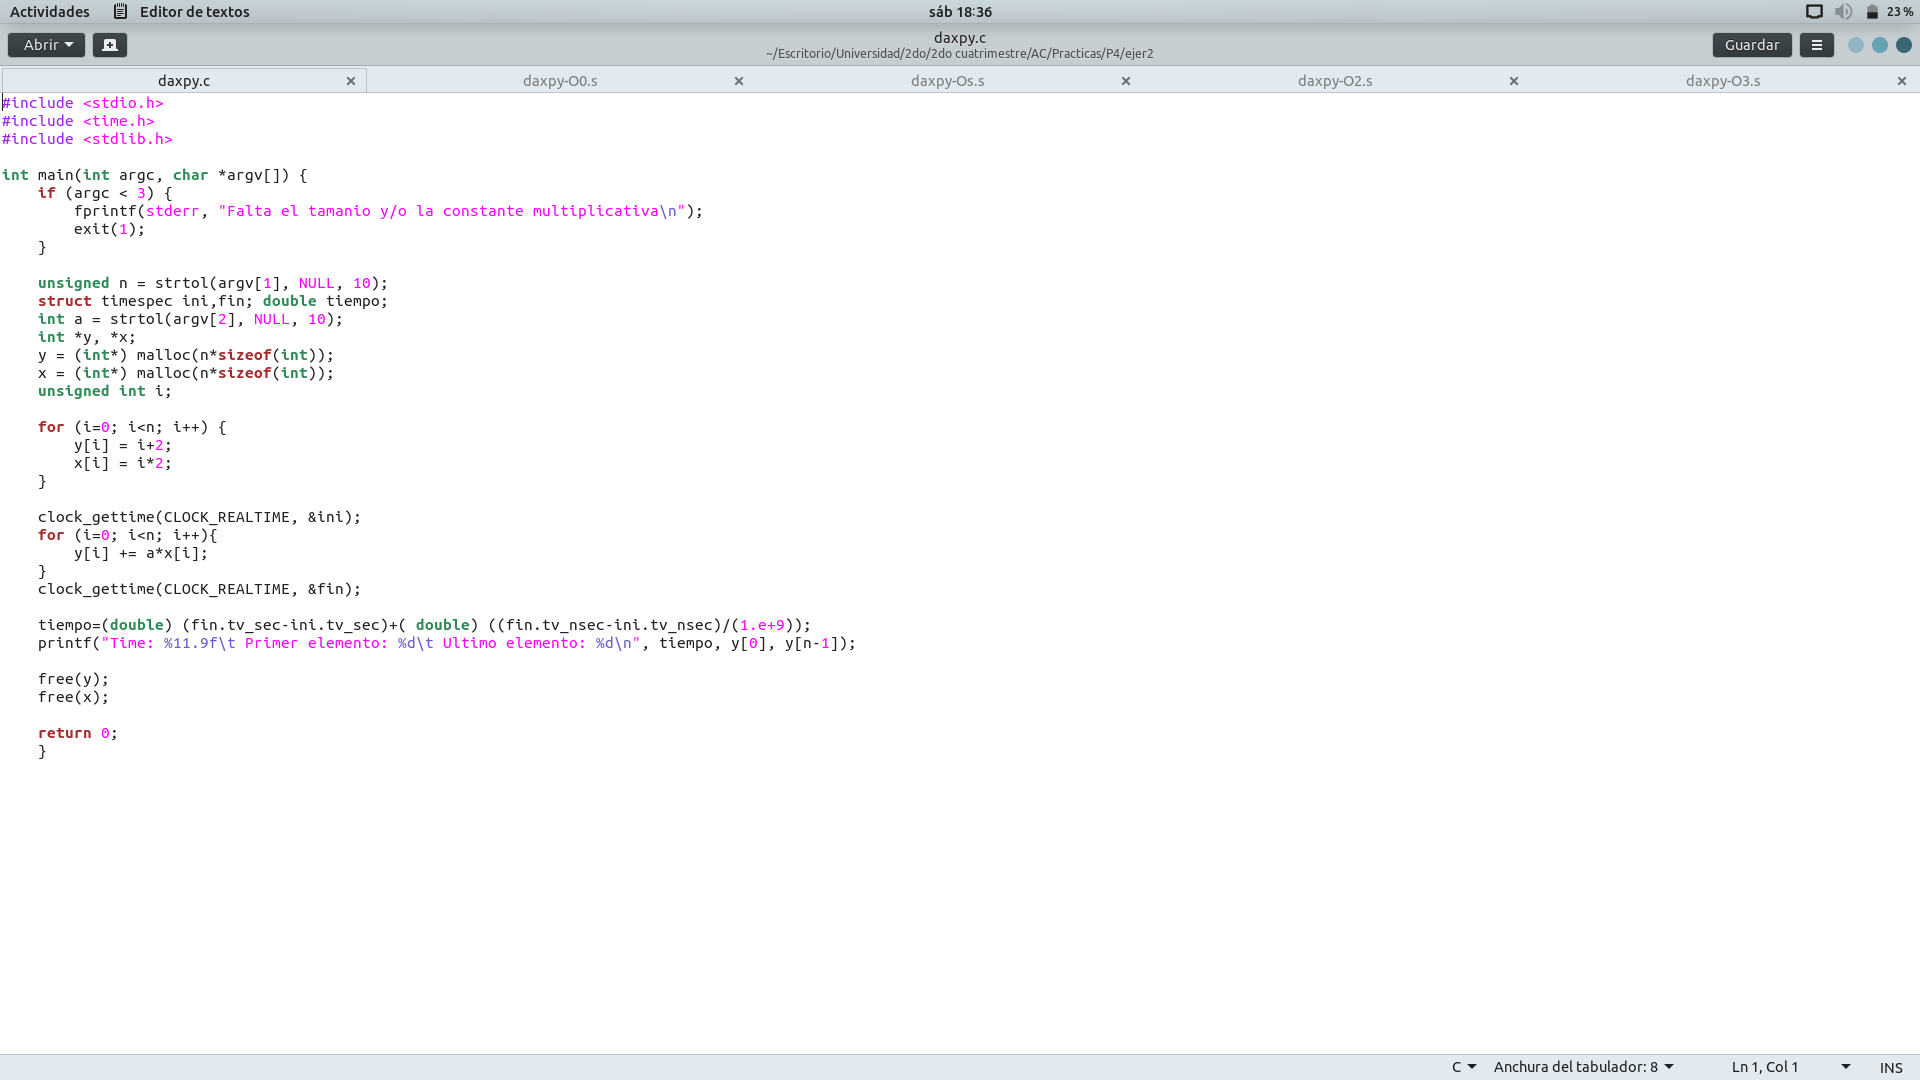 Actividades Editor de textos sáb 18:36 23 %
Abrir daxpy.c Guardar
~/Escritorio/Universidad/2do/2do cuatrimestre/AC/Practicas/P4/ejer2
daxpy.c daxpy-O0.s daxpy-Os.s daxpy-O2.s daxpy-O3.s
#include <stdio.h>
#include <time.h>
#include <stdlib.h>

int main(int argc, char *argv[]) {
    if (argc < 3) {
        fprintf(stderr, "Falta el tamanio y/o la constante multiplicativa\n");
        exit(1);
    }

    unsigned n = strtol(argv[1], NULL, 10);
    struct timespec ini,fin; double tiempo;
    int a = strtol(argv[2], NULL, 10);
    int *y, *x;
    y = (int*) malloc(n*sizeof(int));
    x = (int*) malloc(n*sizeof(int));
    unsigned int i;

    for (i=0; i<n; i++) {
        y[i] = i+2;
        x[i] = i*2;
    }

    clock_gettime(CLOCK_REALTIME, &ini);
    for (i=0; i<n; i++){
        y[i] += a*x[i];
    }
    clock_gettime(CLOCK_REALTIME, &fin);

    tiempo=(double) (fin.tv_sec-ini.tv_sec)+( double) ((fin.tv_nsec-ini.tv_nsec)/(1.e+9));
    printf("Time: %11.9f\t Primer elemento: %d\t Ultimo elemento: %d\n", tiempo, y[0], y[n-1]);

    free(y);
    free(x);

    return 0;
    }
C Anchura del tabulador: 8 Ln 1, Col 1 INS